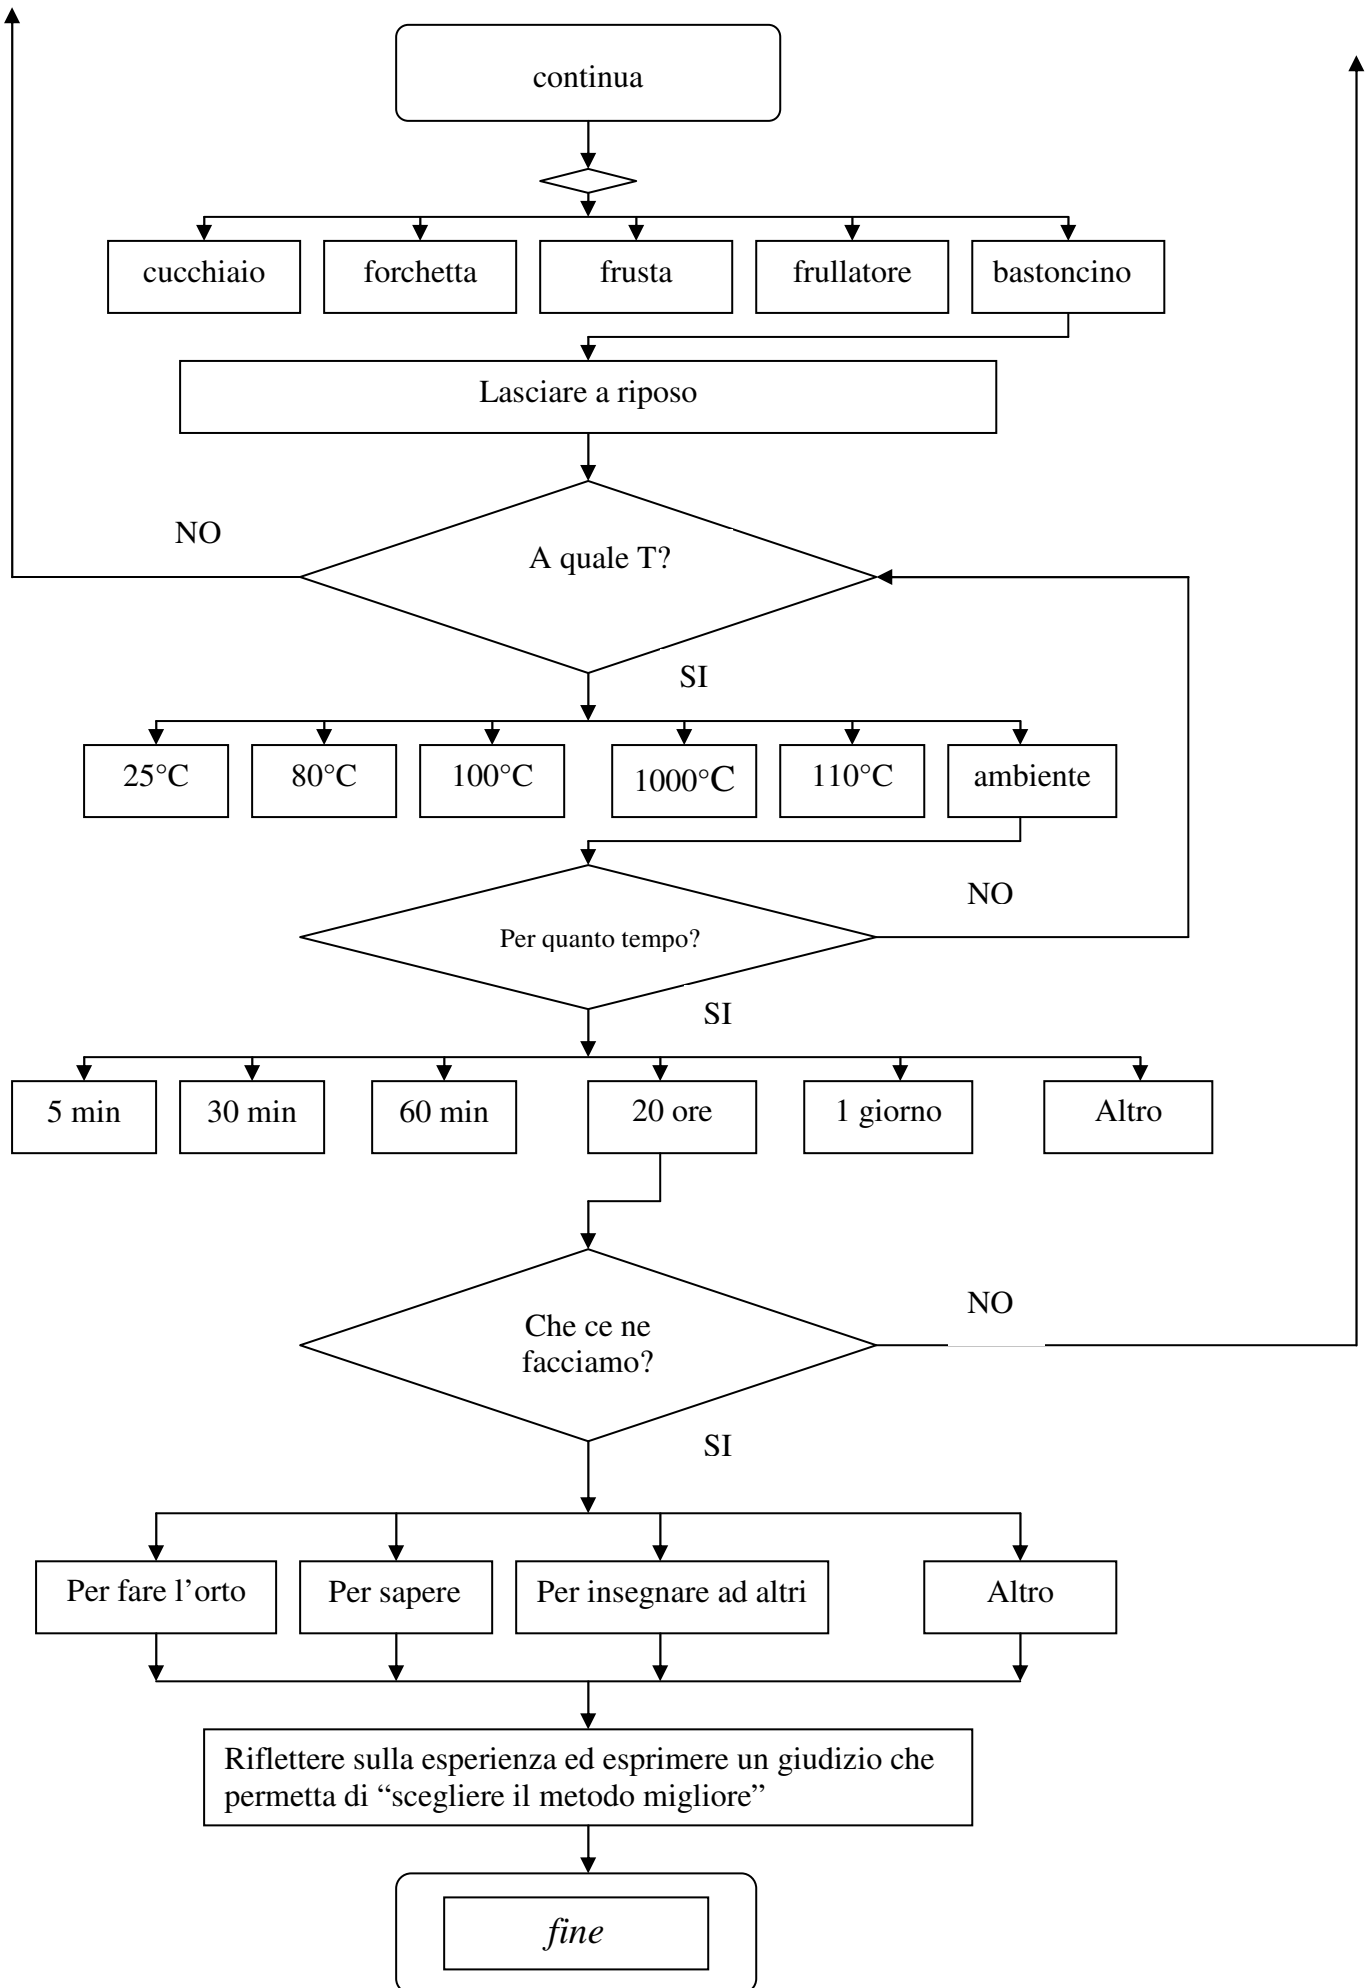 continua
cucchiaio
forchetta
frusta
frullatore
bastoncino
Lasciare a riposo
NO
A quale T?
SI
25°C
80°C
100°C
1000°C
110°C
ambiente
NO
Per quanto tempo?
SI
5 min
30 min
60 min
20 ore
1 giorno
Altro
NO
Che ce ne
facciamo?
SI
Per fare l’orto
Per sapere
Per insegnare ad altri
Altro
Riflettere sulla esperienza ed esprimere un giudizio che
permetta di “scegliere il metodo migliore”
fine